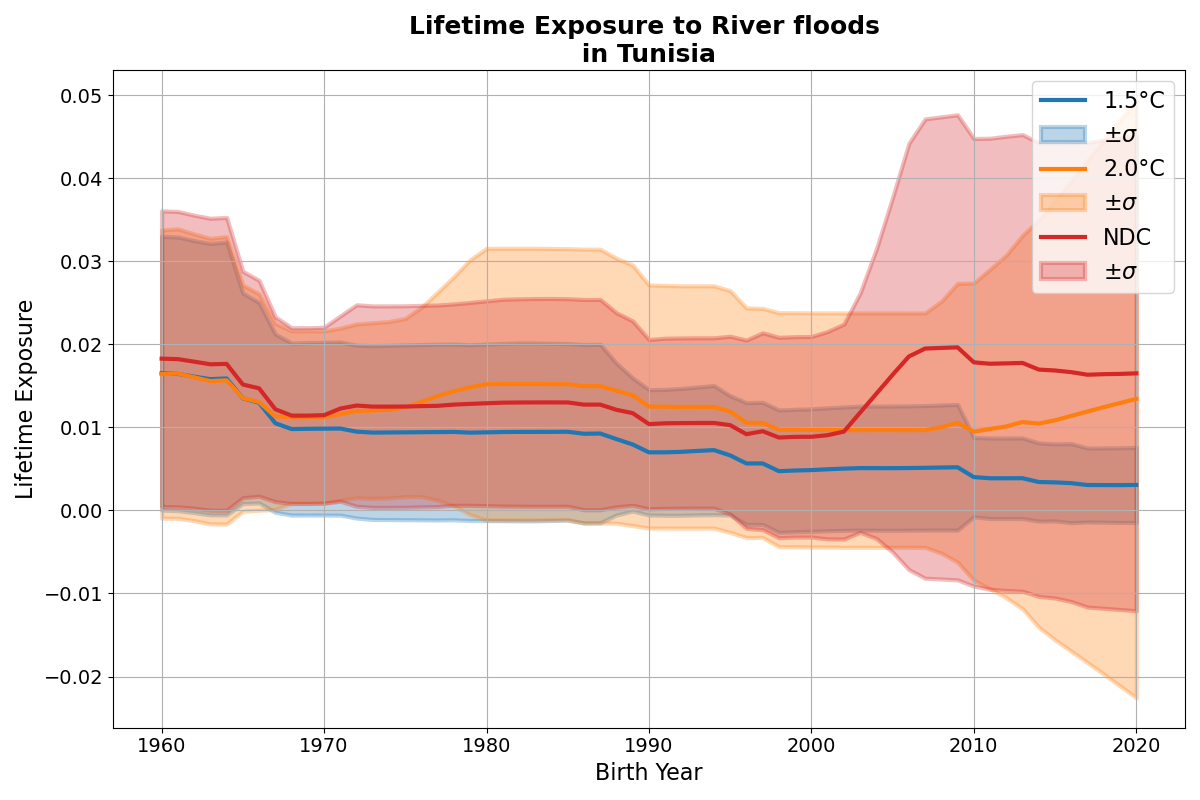 Lifetime Exposure to River floods
in Tunisia
Lifetime Exposure
0.05
0.04
0.03
0.02
0.01
0.00
−0.01
−0.02
1960
1970
1980
1990
2000
2010
2020
Birth Year
1.5°C
±σ
2.0°C
±σ
NDC
±σ